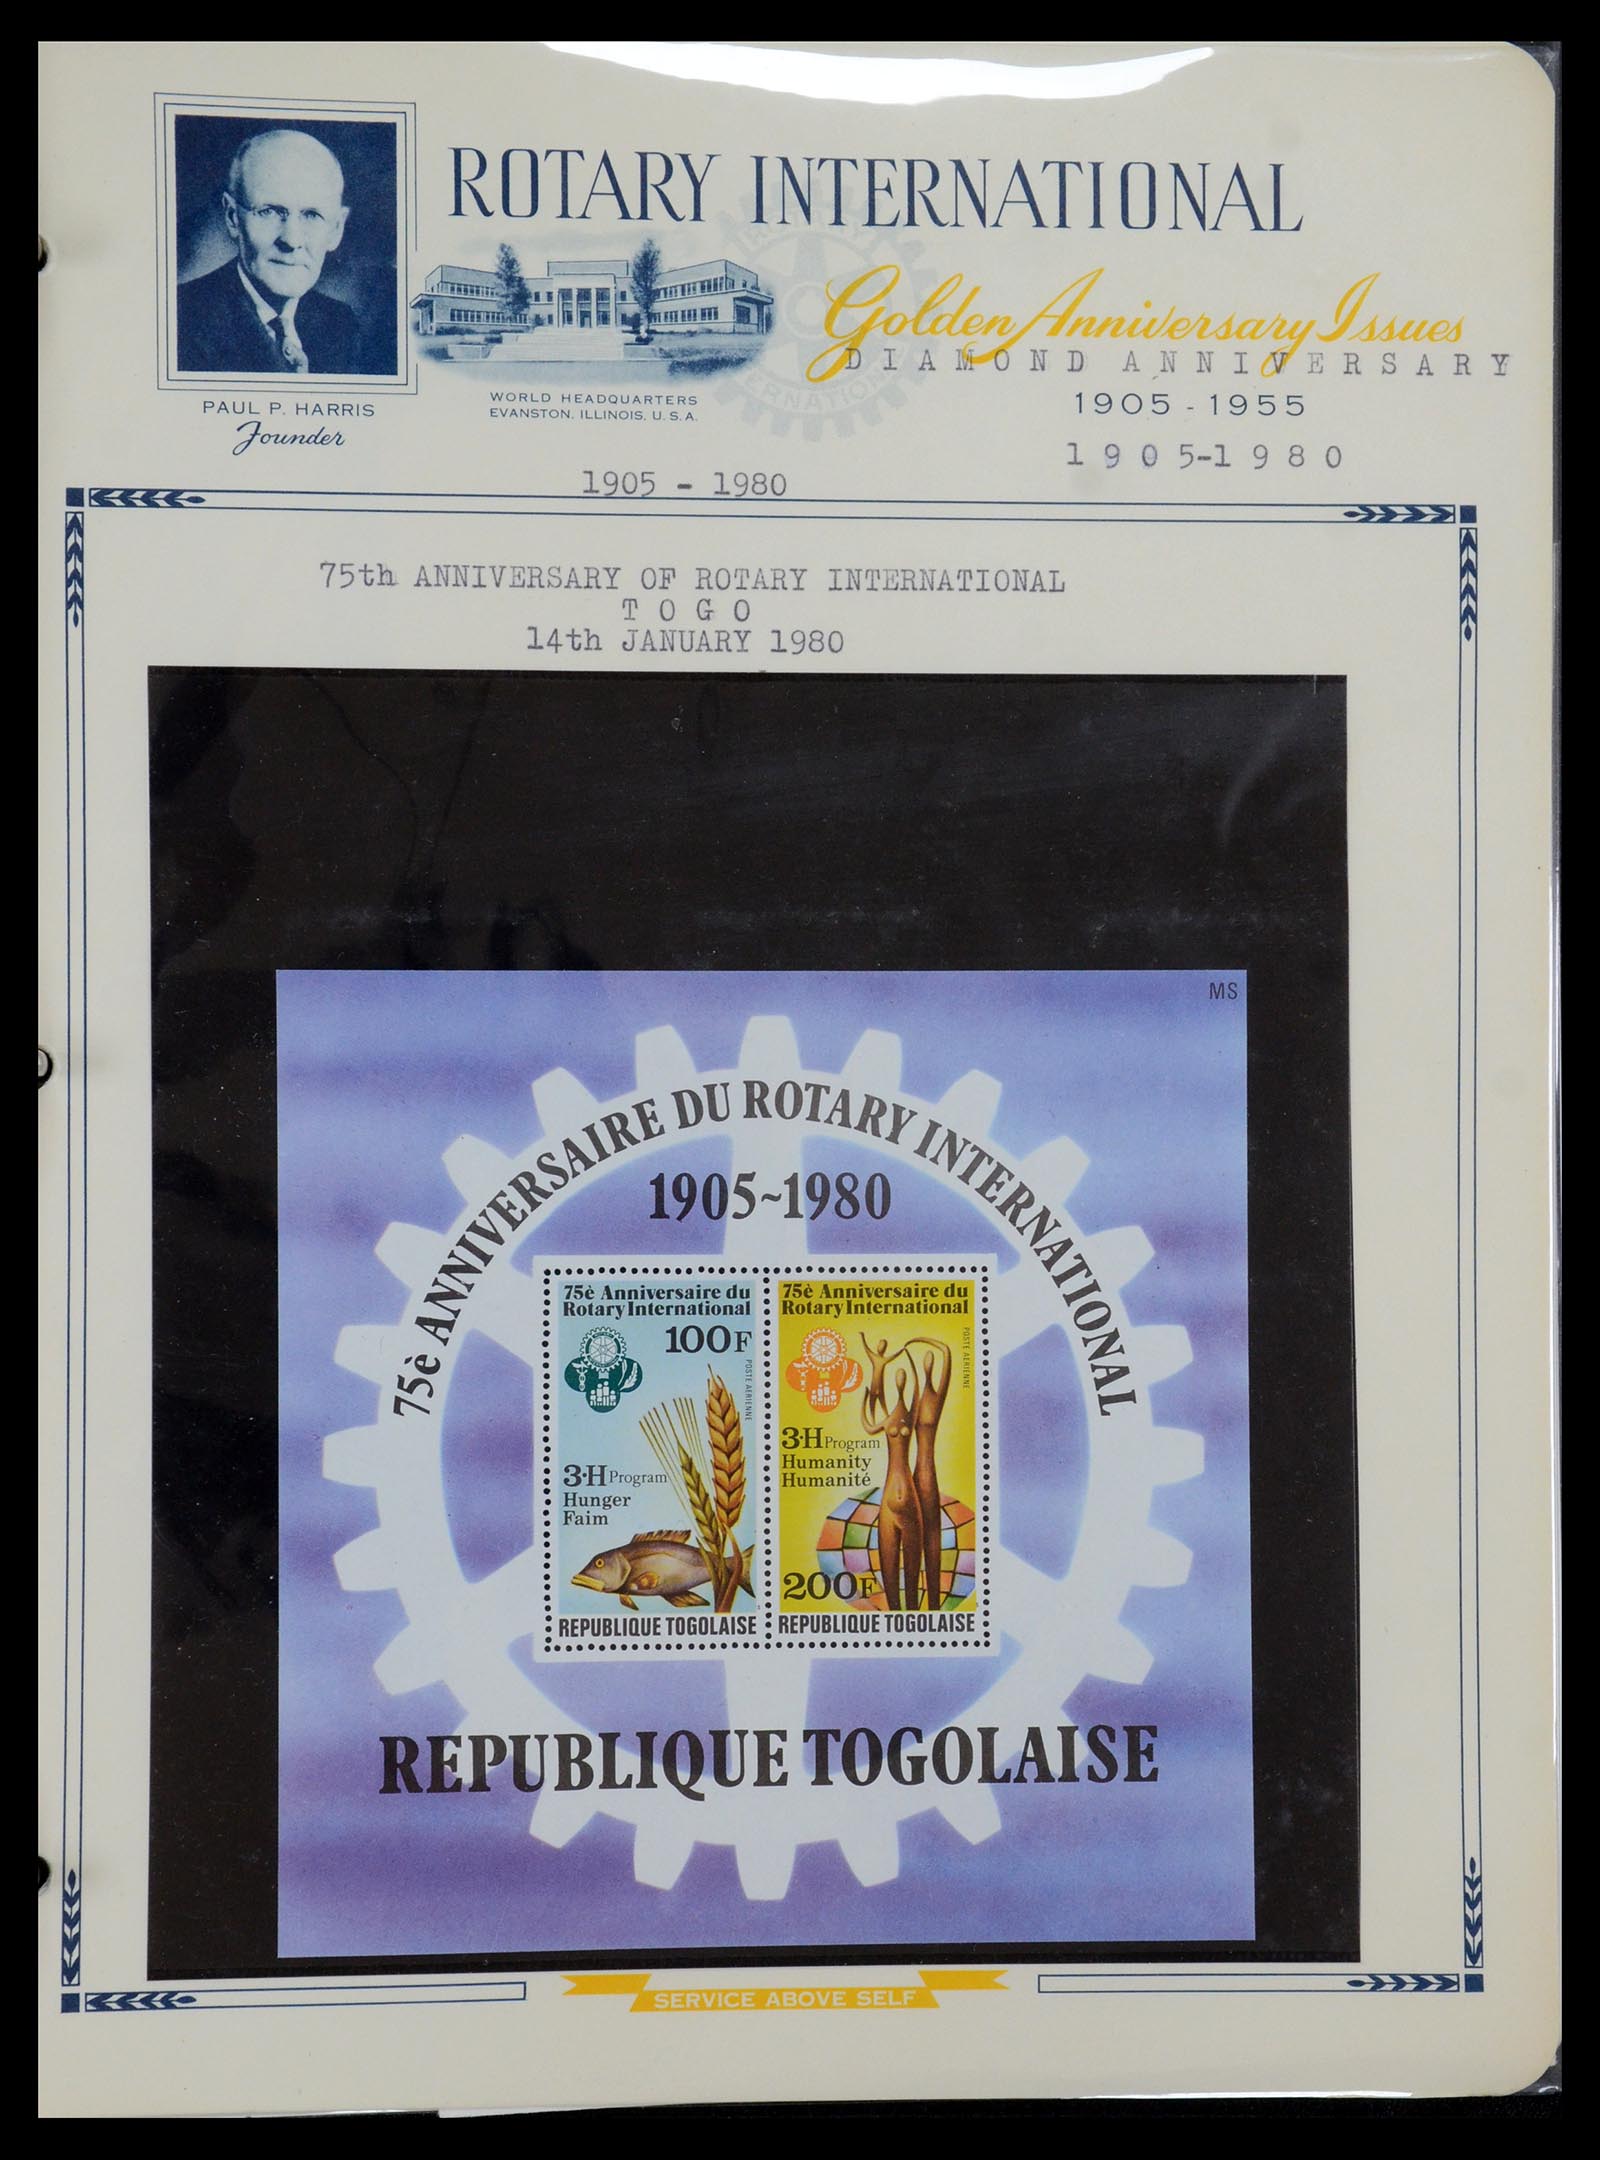 ROTARY INTERNATIONAL
Golden Anniversary Issues
DIAMOND ANNIVERSARY
PAUL P. HARRIS
Founder
WORLD HEADQUARTERS
EVANSTON, ILLINOIS, U.S.A.
1905 - 1955
1905-1980
1905 - 1980
75th ANNIVERSARY OF ROTARY INTERNATIONAL
TOGO
14th JANUARY 1980
MS
75è ANNIVERSAIRE DU ROTARY INTERNATIONAL
1905~1980
75è Anniversaire du
Rotary International
100F
POSTE AERIENNE
3·H Program
Hunger
Faim
REPUBLIQUE TOGOLAISE
75è Anniversaire du
Rotary International
POSTE AERIENNE
3·H Program
Humanity
Humanité
200F
REPUBLIQUE TOGOLAISE
REPUBLIQUE TOGOLAISE
SERVICE ABOVE SELF